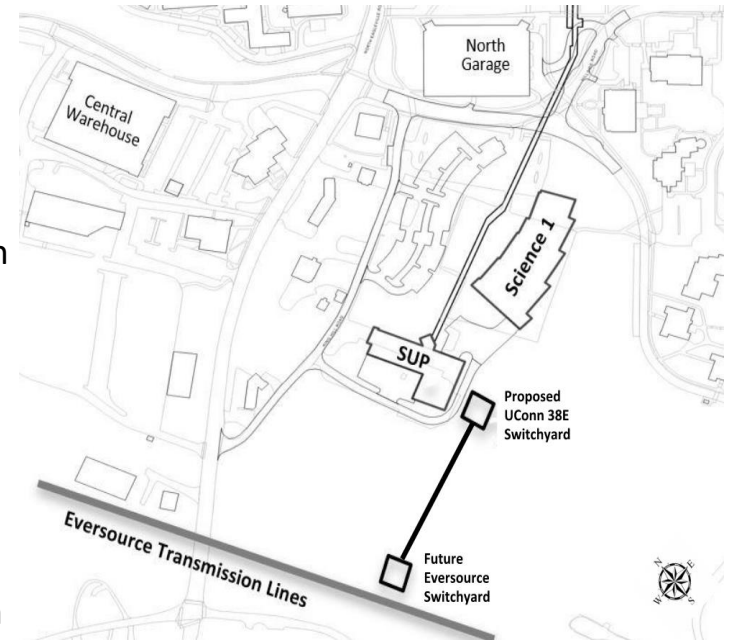 North
Garage
Central
Warehouse
Science 1
SUP
Proposed
UConn 38E
Switchyard
Eversource Transmission Lines
Future
Eversource
Switchyard
N
E
W
S